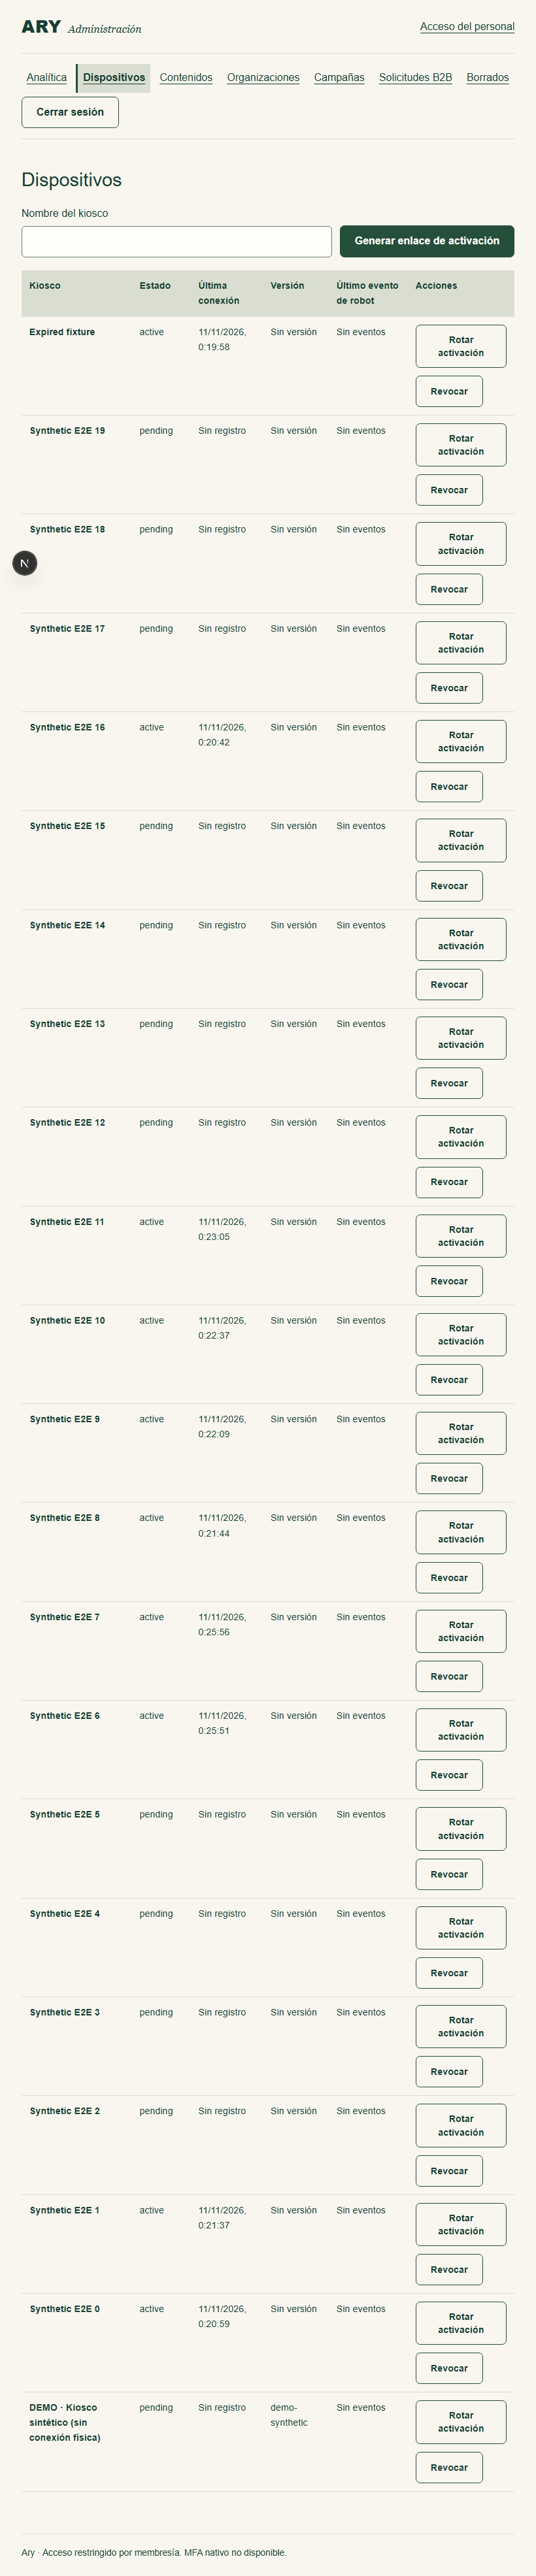 ARY Administración
Acceso del personal
Analítica Dispositivos Contenidos Organizaciones Campañas Solicitudes B2B Borrados
Cerrar sesión
Dispositivos
Nombre del kiosco
Generar enlace de activación
Kiosco Estado Última Versión Último evento Acciones
conexión de robot
Expired fixture active 11/11/2026, Sin versión Sin eventos Rotar
0:19:58 activación
Revocar
Synthetic E2E 19 pending Sin registro Sin versión Sin eventos Rotar
activación
Revocar
Synthetic E2E 18 pending Sin registro Sin versión Sin eventos Rotar
activación
N
Revocar
Synthetic E2E 17 pending Sin registro Sin versión Sin eventos Rotar
activación
Revocar
Synthetic E2E 16 active 11/11/2026, Sin versión Sin eventos Rotar
0:20:42 activación
Revocar
Synthetic E2E 15 pending Sin registro Sin versión Sin eventos Rotar
activación
Revocar
Synthetic E2E 14 pending Sin registro Sin versión Sin eventos Rotar
activación
Revocar
Synthetic E2E 13 pending Sin registro Sin versión Sin eventos Rotar
activación
Revocar
Synthetic E2E 12 pending Sin registro Sin versión Sin eventos Rotar
activación
Revocar
Synthetic E2E 11 active 11/11/2026, Sin versión Sin eventos Rotar
0:23:05 activación
Revocar
Synthetic E2E 10 active 11/11/2026, Sin versión Sin eventos Rotar
0:22:37 activación
Revocar
Synthetic E2E 9 active 11/11/2026, Sin versión Sin eventos Rotar
0:22:09 activación
Revocar
Synthetic E2E 8 active 11/11/2026, Sin versión Sin eventos Rotar
0:21:44 activación
Revocar
Synthetic E2E 7 active 11/11/2026, Sin versión Sin eventos Rotar
0:25:56 activación
Revocar
Synthetic E2E 6 active 11/11/2026, Sin versión Sin eventos Rotar
0:25:51 activación
Revocar
Synthetic E2E 5 pending Sin registro Sin versión Sin eventos Rotar
activación
Revocar
Synthetic E2E 4 pending Sin registro Sin versión Sin eventos Rotar
activación
Revocar
Synthetic E2E 3 pending Sin registro Sin versión Sin eventos Rotar
activación
Revocar
Synthetic E2E 2 pending Sin registro Sin versión Sin eventos Rotar
activación
Revocar
Synthetic E2E 1 active 11/11/2026, Sin versión Sin eventos Rotar
0:21:37 activación
Revocar
Synthetic E2E 0 active 11/11/2026, Sin versión Sin eventos Rotar
0:20:59 activación
Revocar
DEMO · Kiosco pending Sin registro demo- Sin eventos Rotar
sintético (sin synthetic activación
conexión física)
Revocar
Ary · Acceso restringido por membresía. MFA nativo no disponible.